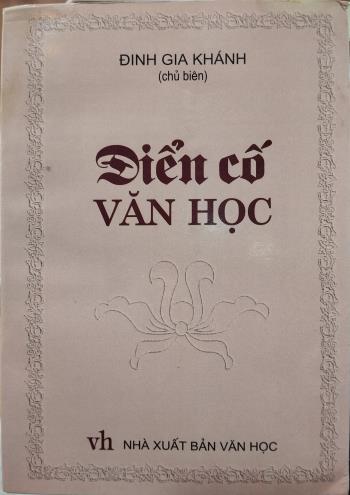 ĐINH GIA KHÁNH
(chủ biên)
Điển cố
VĂN HỌC
vh NHÀ XUẤT BẢN VĂN HỌC